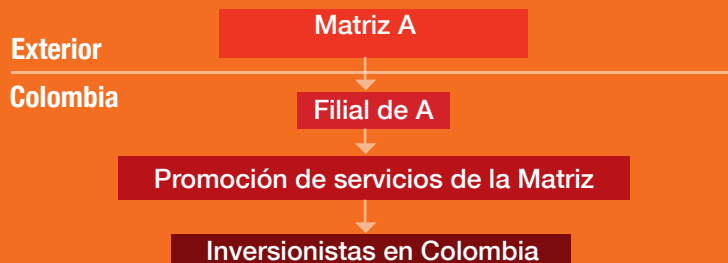 Matriz A
Exterior
Colombia
Filial de A
Promoción de servicios de la Matriz
Inversionistas en Colombia